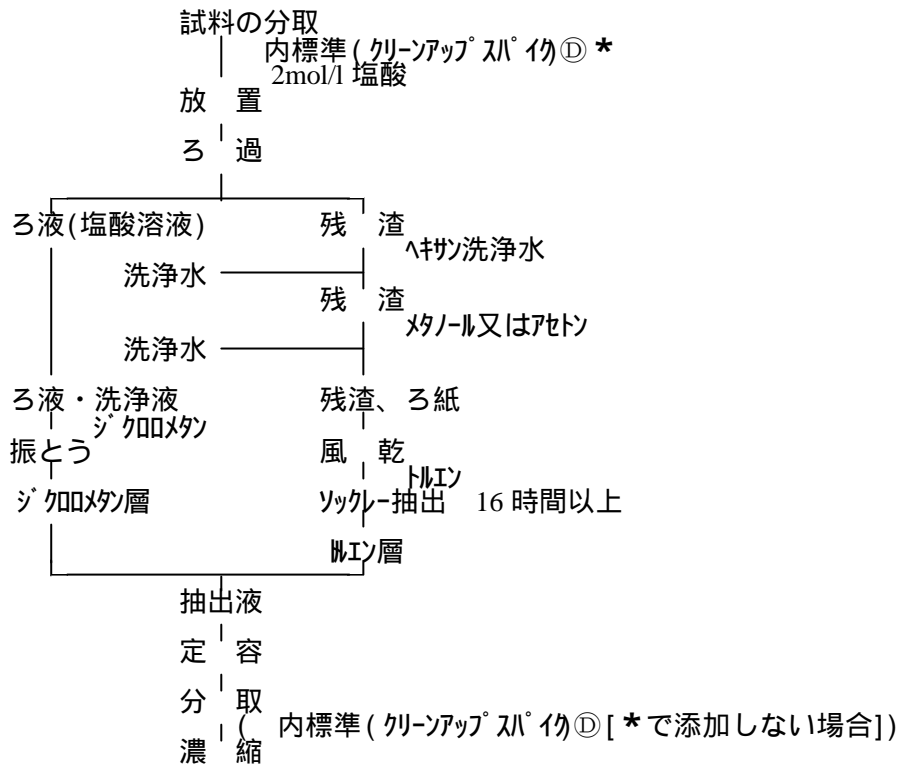 試料の分取
内標準(ｸﾘｰﾝｱｯﾌﾟｽﾊﾟｲｸ)Ⓓ *
2mol/l 塩酸
放 置
ろ 過
ろ液(塩酸溶液) 残 渣
ﾍｷｻﾝ洗浄水
洗浄水
残 渣
ﾒﾀﾉｰﾙ又はｱｾﾄﾝ
洗浄水
ろ液・洗浄液 残渣、ろ紙
ｼﾞｸﾛﾛﾒﾀﾝ
振とう 風 乾
ﾄﾙｴﾝ
ｼﾞｸﾛﾛﾒﾀﾝ層 ｿｯｸﾚｰ抽出 16 時間以上
ﾄﾙｴﾝ層
抽出液
定 容
分 取
( 内標準(ｸﾘｰﾝｱｯﾌﾟｽﾊﾟｲｸ)Ⓓ[ *で添加しない場合])
濃 縮